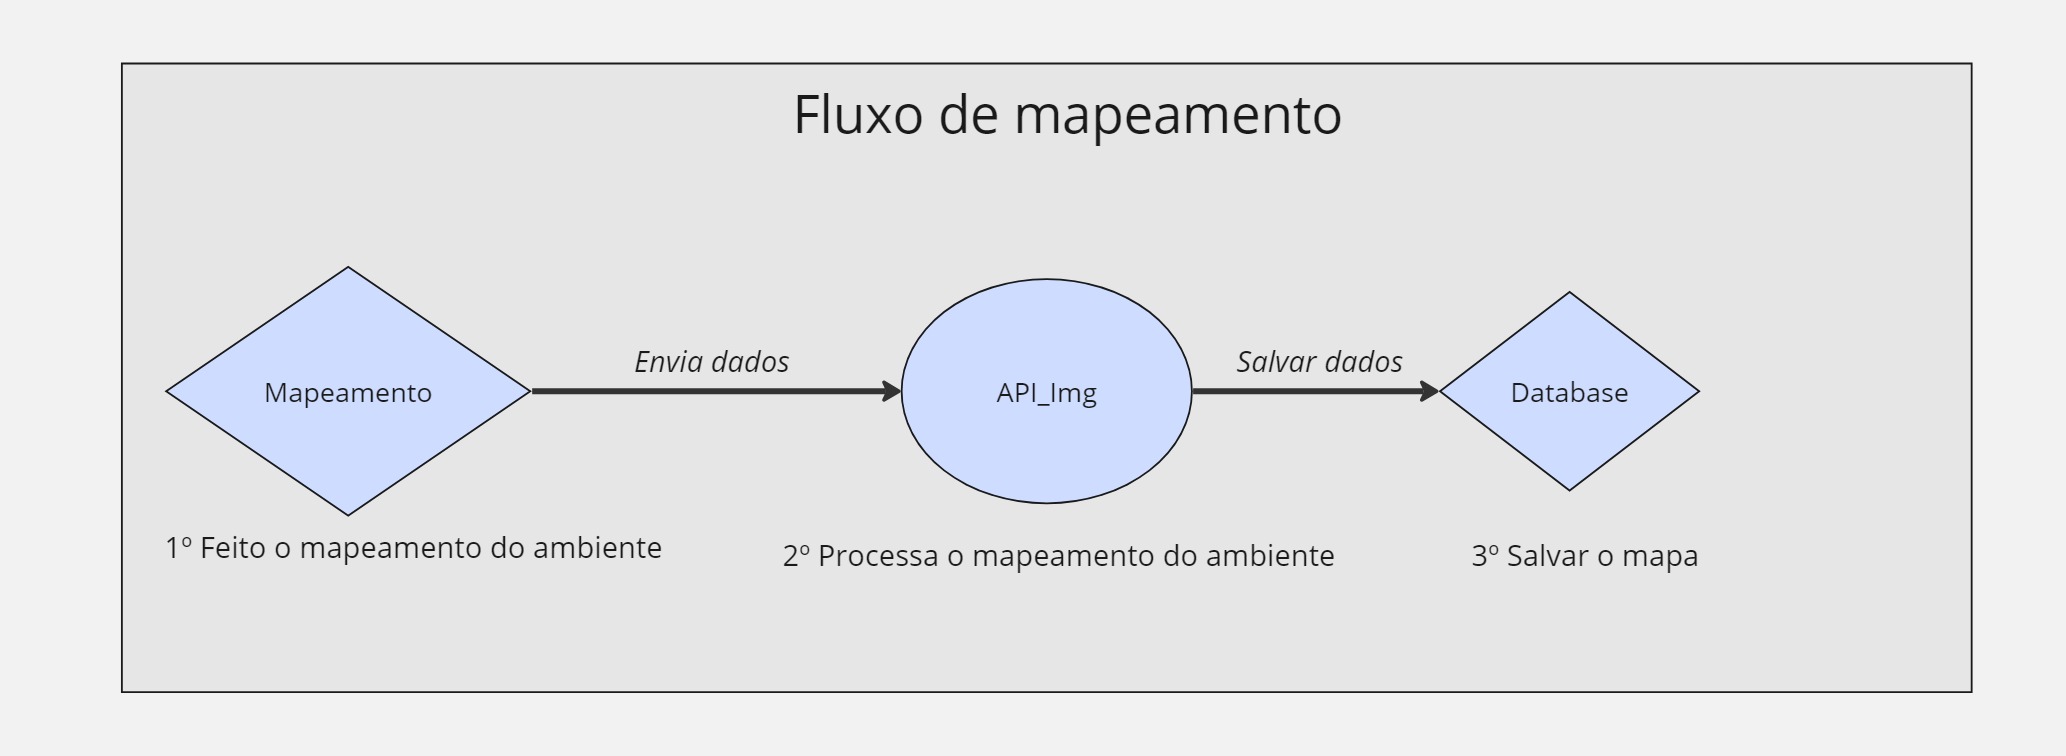 Fluxo de mapeamento
Envia dados
Salvar dados
Mapeamento
API_Img
Database
1º Feito o mapeamento do ambiente
2º Processa o mapeamento do ambiente
3º Salvar o mapa